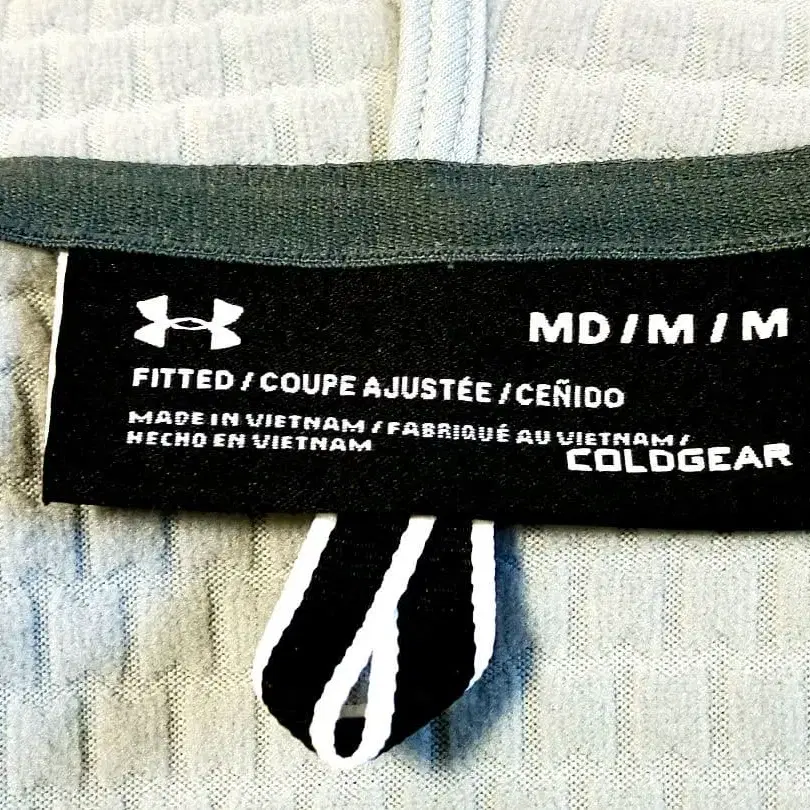 MD / M / M
FITTED / COUPE AJUSTÉE / CEÑIDO
MADE IN VIETNAM / FABRIQUÉ AU VIETNAM /
HECHO EN VIETNAM
COLDGEAR